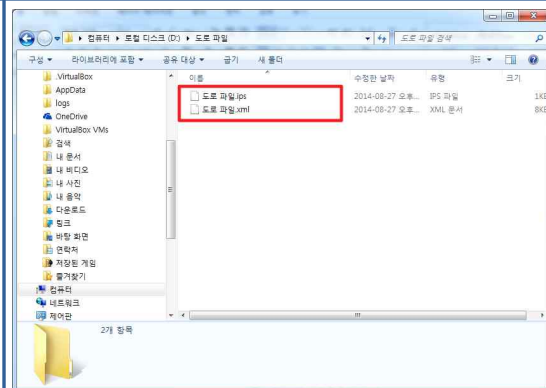 컴퓨터 ▸ 로컬 디스크 (D:) ▸ 도로 파일
도로 파일 검색
구성 라이브러리에 포함 공유 대상 굽기 새 폴더
이름 수정한 날짜 유형 크기
도로 파일.ips 2014-08-27 오후... IPS 파일 1KB
도로 파일.xml 2014-08-27 오후... XML 문서 8KB
.VirtualBox
AppData
logs
OneDrive
VirtualBox VMs
검색
내 문서
내 비디오
내 사진
내 음악
다운로드
링크
바탕 화면
연락처
저장된 게임
즐겨찾기
컴퓨터
네트워크
제어판
2개 항목